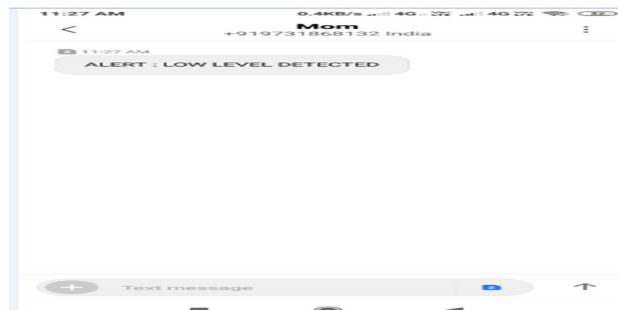 11:27 AM 0.4KB/s 4G 4G
Mom
+919731868132 India
11:27 AM
ALERT : LOW LEVEL DETECTED
Text message